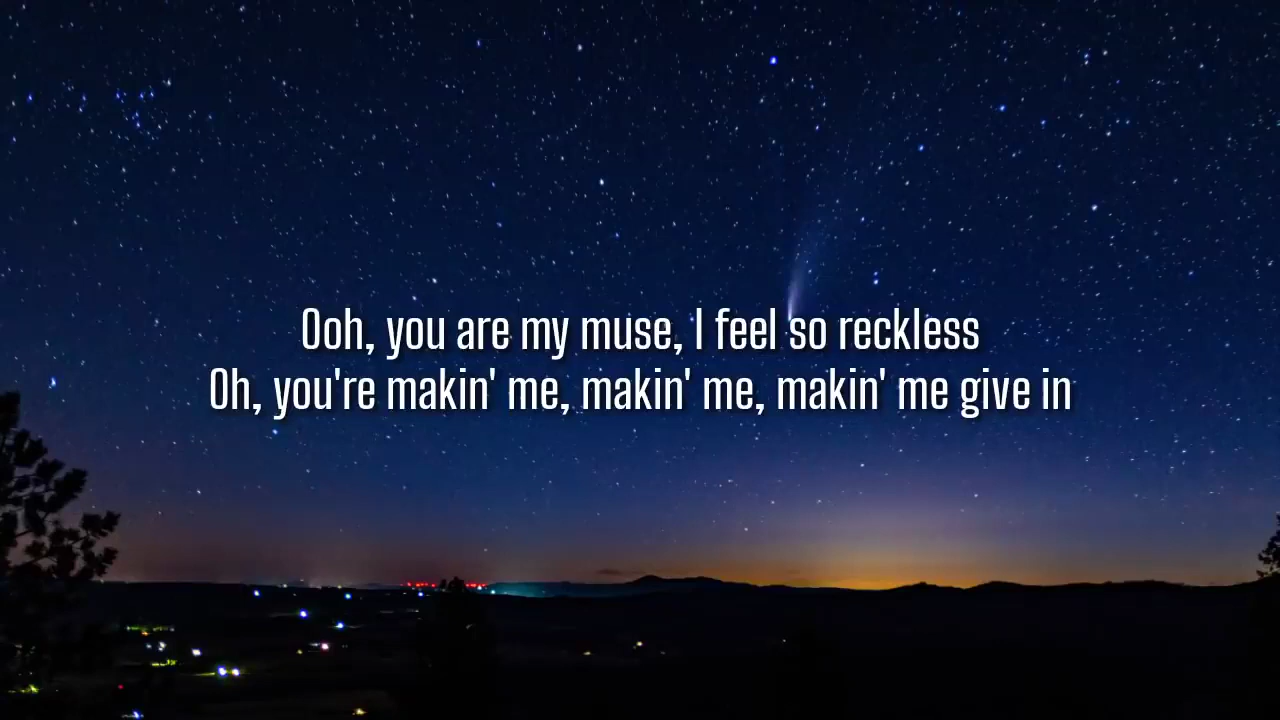 Ooh, you are my muse, I feel so reckless
Oh, you're makin' me, makin' me, makin' me give in